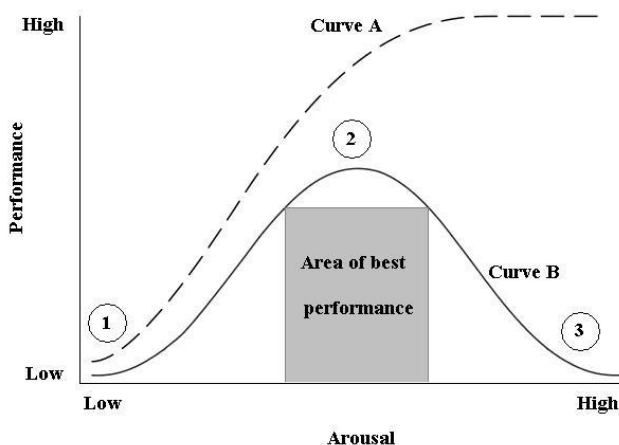 High
Curve A
2
Performance
Area of best
performance
Curve B
1
3
Low
Low
High
Arousal